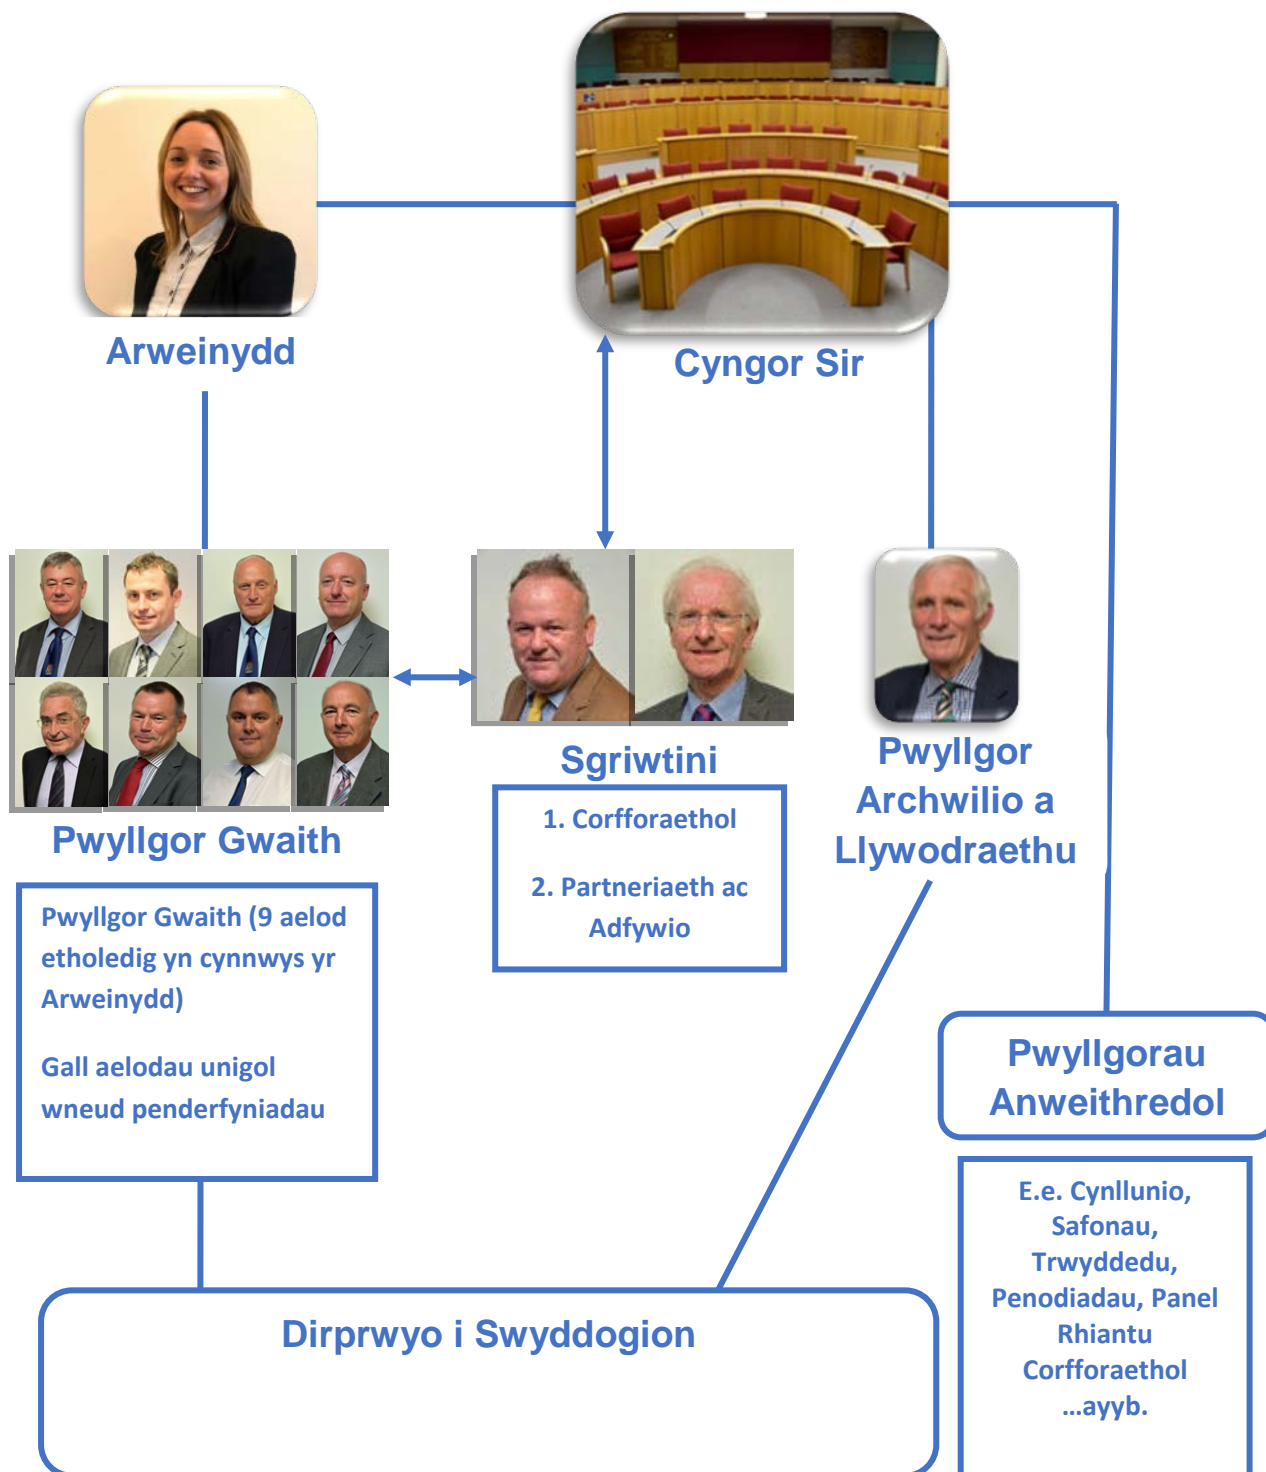 Arweinydd
Cyngor Sir
Pwyllgor Gwaith
Pwyllgor Gwaith (9 aelod
etholedig yn cynnwys yr
Arweinydd)
Gall aelodau unigol
wneud penderfyniadau
Sgriwtini
1. Corfforaethol
2. Partneriaeth ac
Adfywio
Pwyllgor
Archwilio a
Llywodraethu
Pwyllgorau
Anweithredol
E.e. Cynllunio,
Safonau,
Trwyddedu,
Penodiadau, Panel
Rhiantu
Corfforaethol
...ayyb.
Dirprwyo i Swyddogion